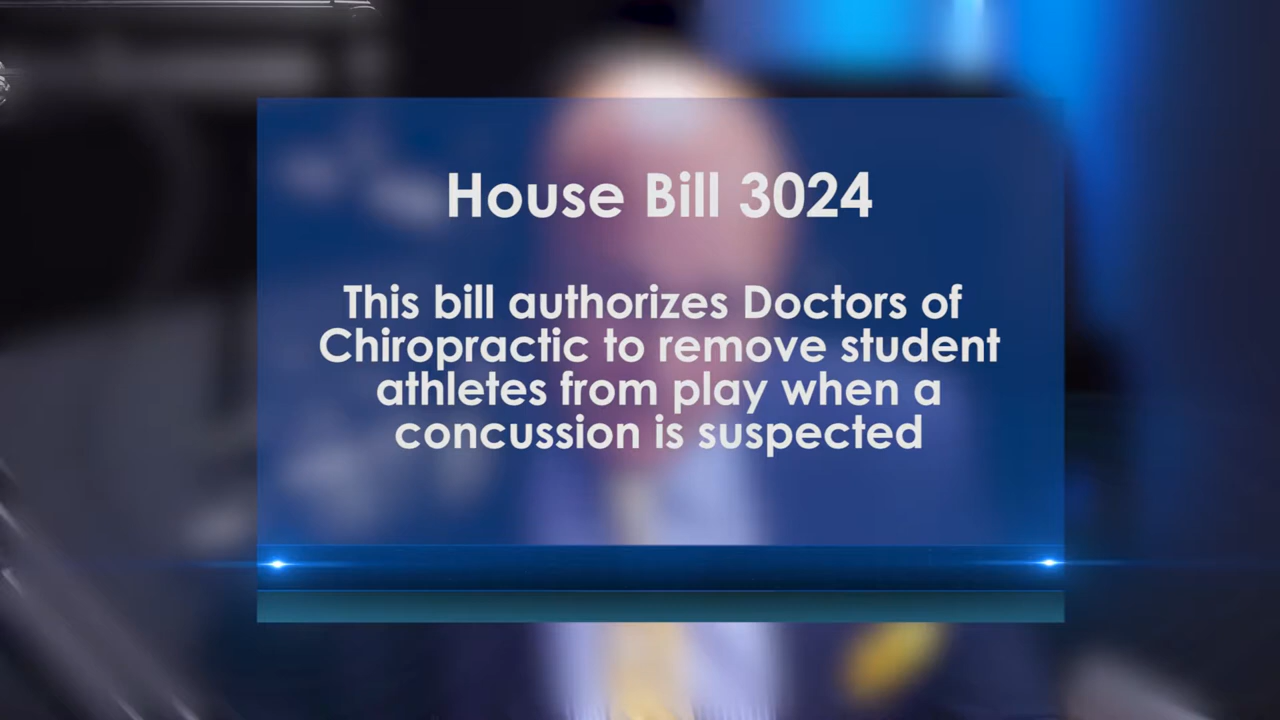 House Bill 3024
This bill authorizes Doctors of
Chiropractic to remove student
athletes from play when a
concussion is suspected